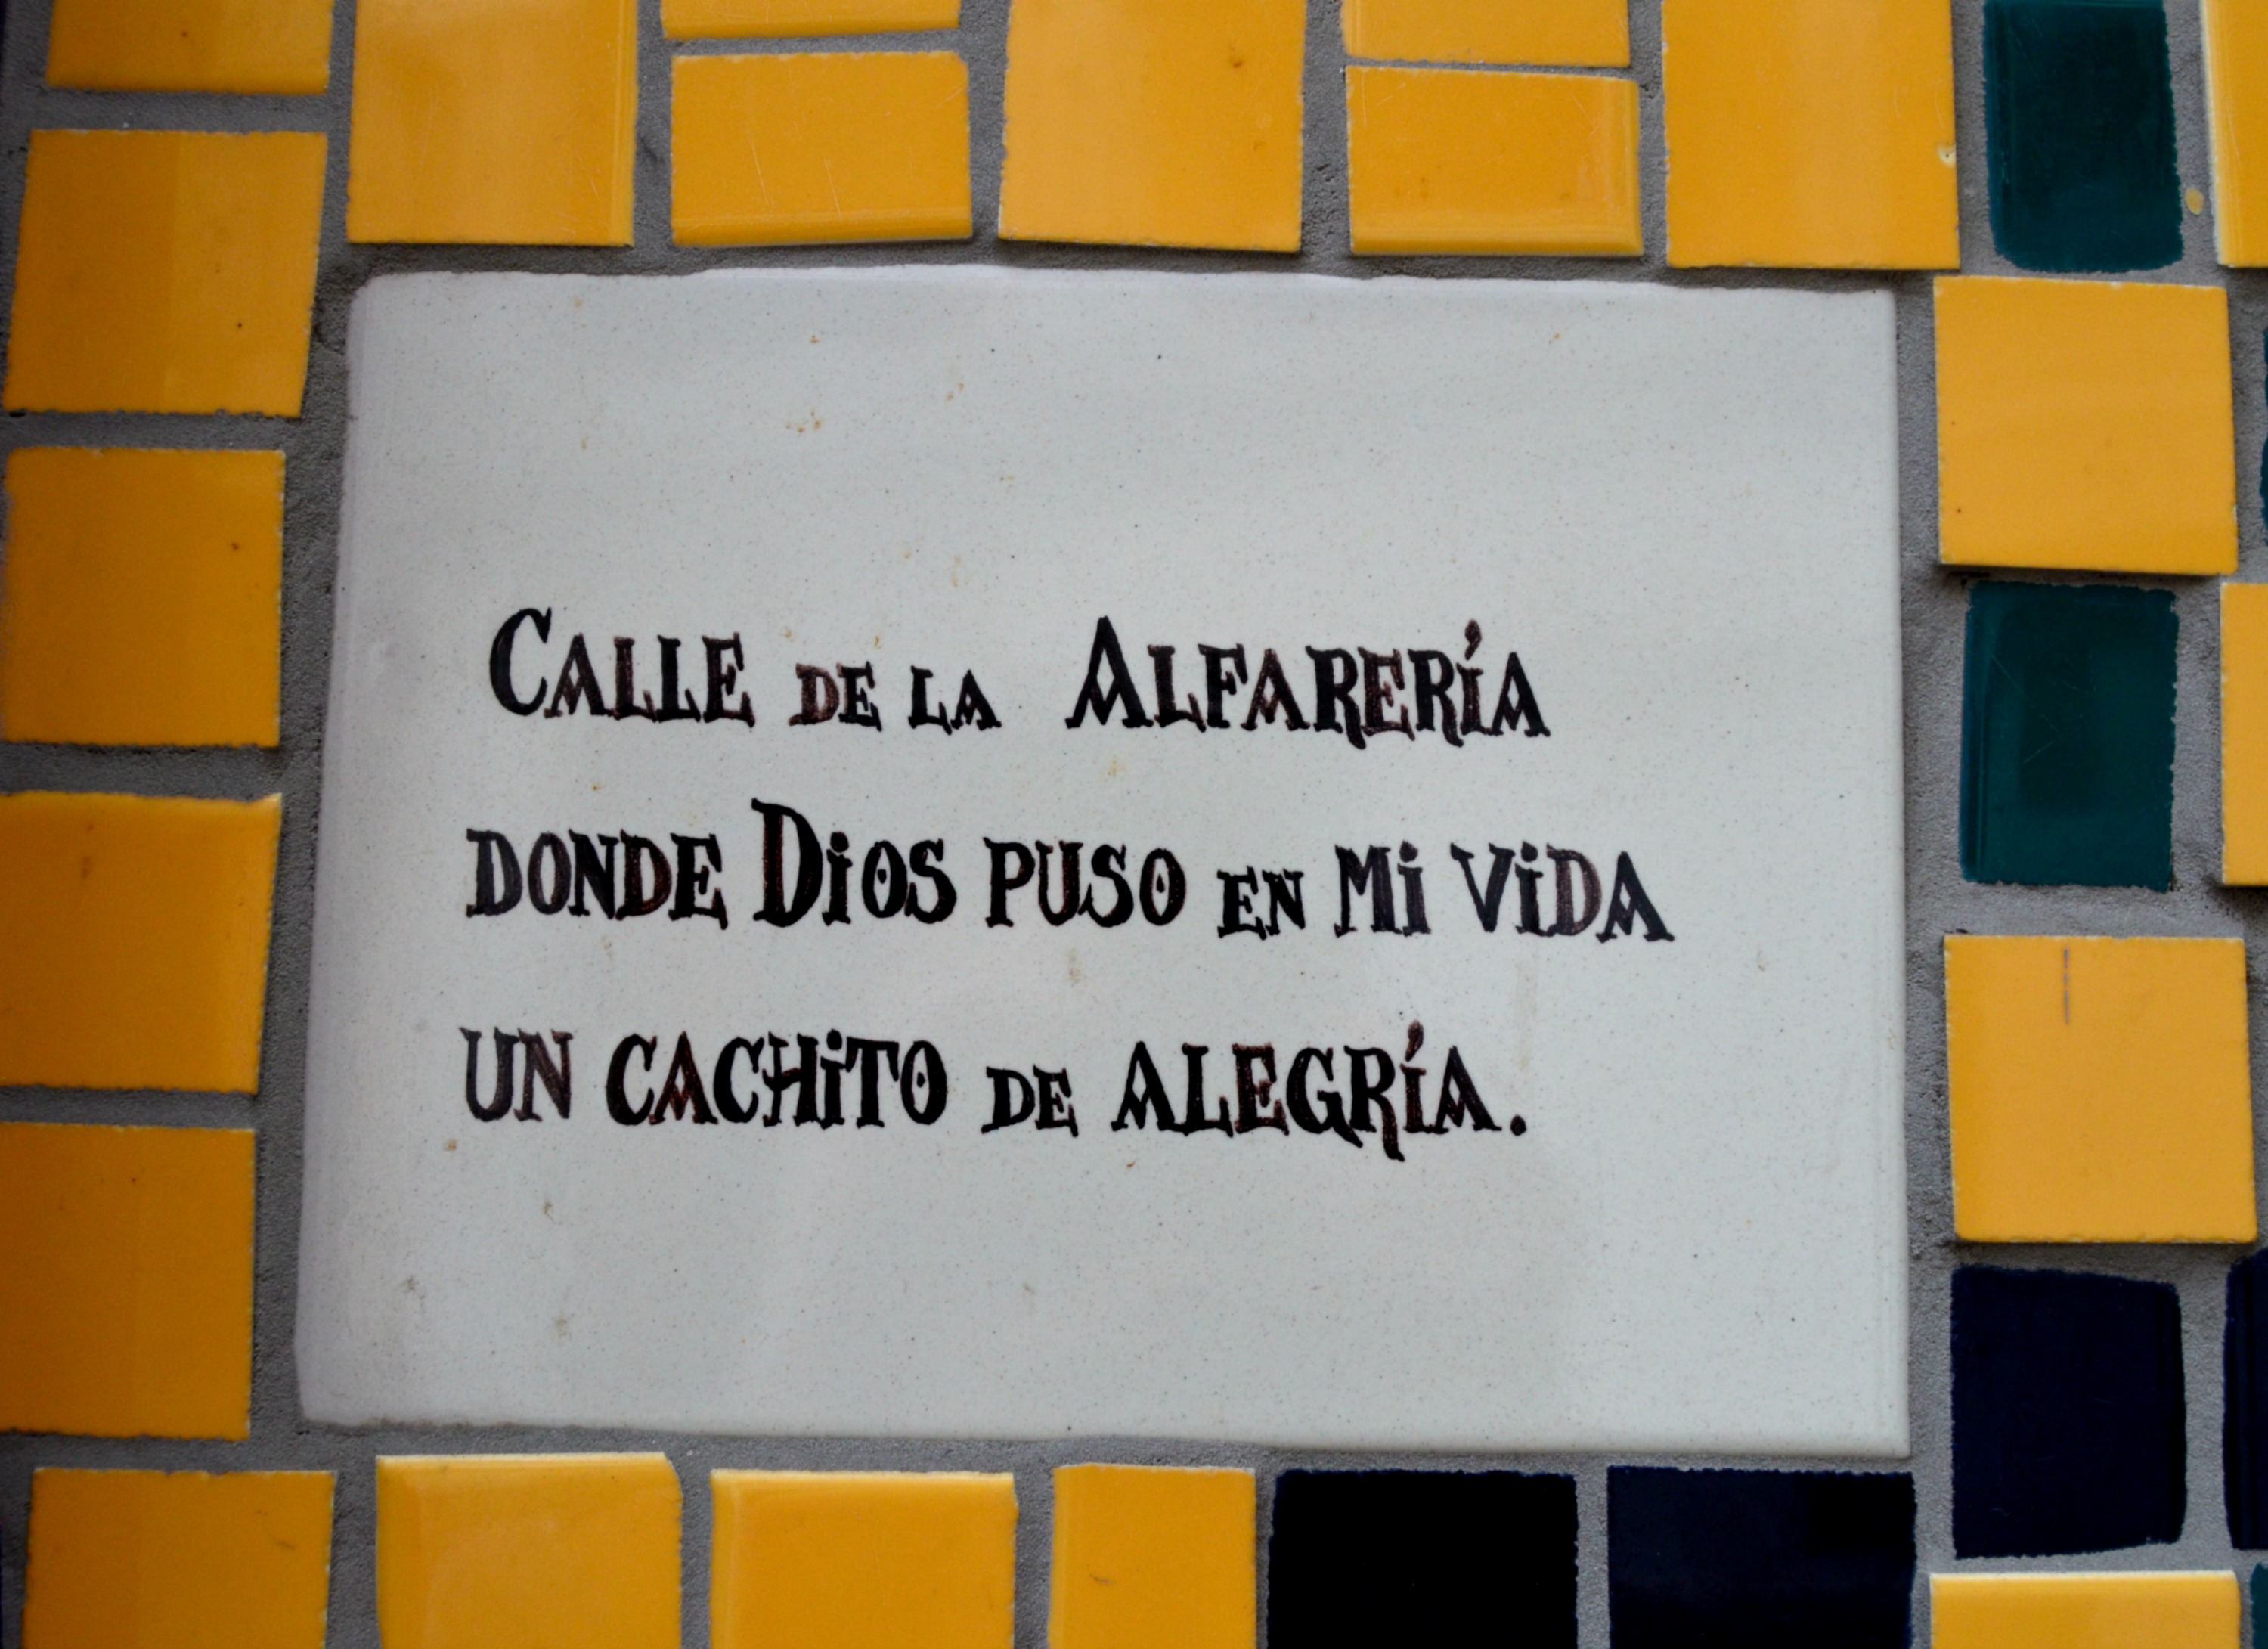 CALLE DE LA ALFARERÍA
DONDE DIOS PUSO EN MI VIDA
UN CACHITO DE ALEGRÍA.